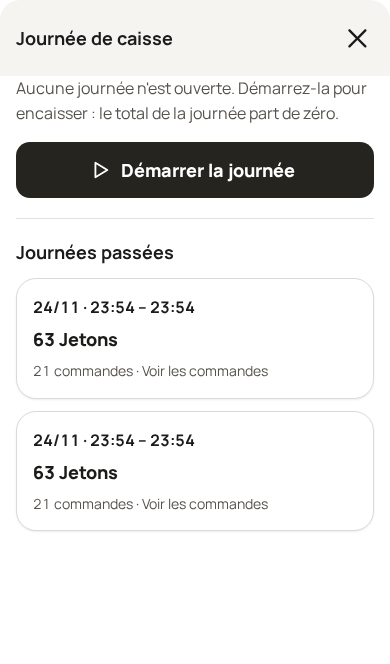 Journée de caisse
Aucune journée n'est ouverte. Démarrez-la pour
encaisser : le total de la journée part de zéro.
Démarrer la journée
Journées passées
24/11 · 23:54 – 23:54
63 Jetons
21 commandes · Voir les commandes
24/11 · 23:54 – 23:54
63 Jetons
21 commandes · Voir les commandes